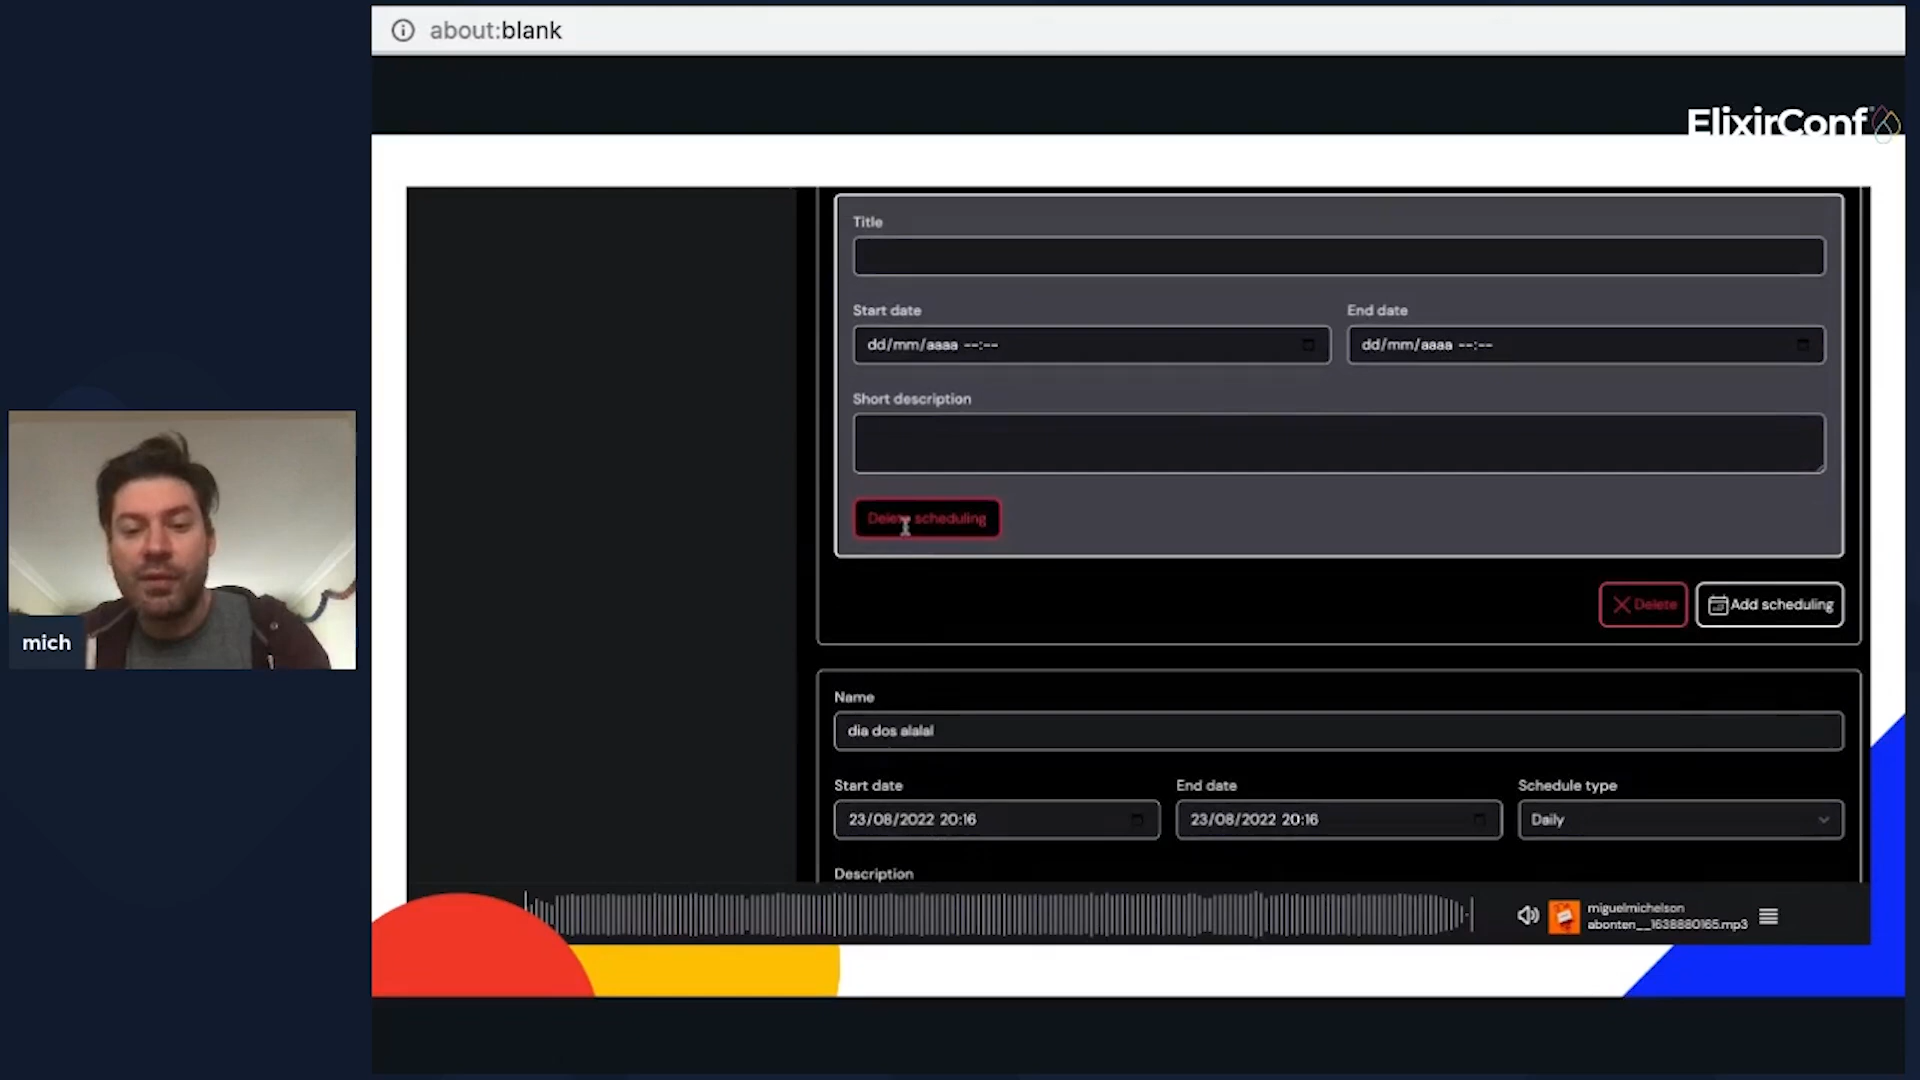 about:blank
ElixirConf
Title
Start date
End date
dd/mm/aaaa --:--
dd/mm/aaaa --:--
Short description
Delete scheduling
Delete
Add scheduling
mich
Name
dia dos alalal
Start date
End date
Schedule type
23/08/2022 20:16
23/08/2022 20:16
Daily
Description
miguelmichelson
abonten__1638880165.mp3